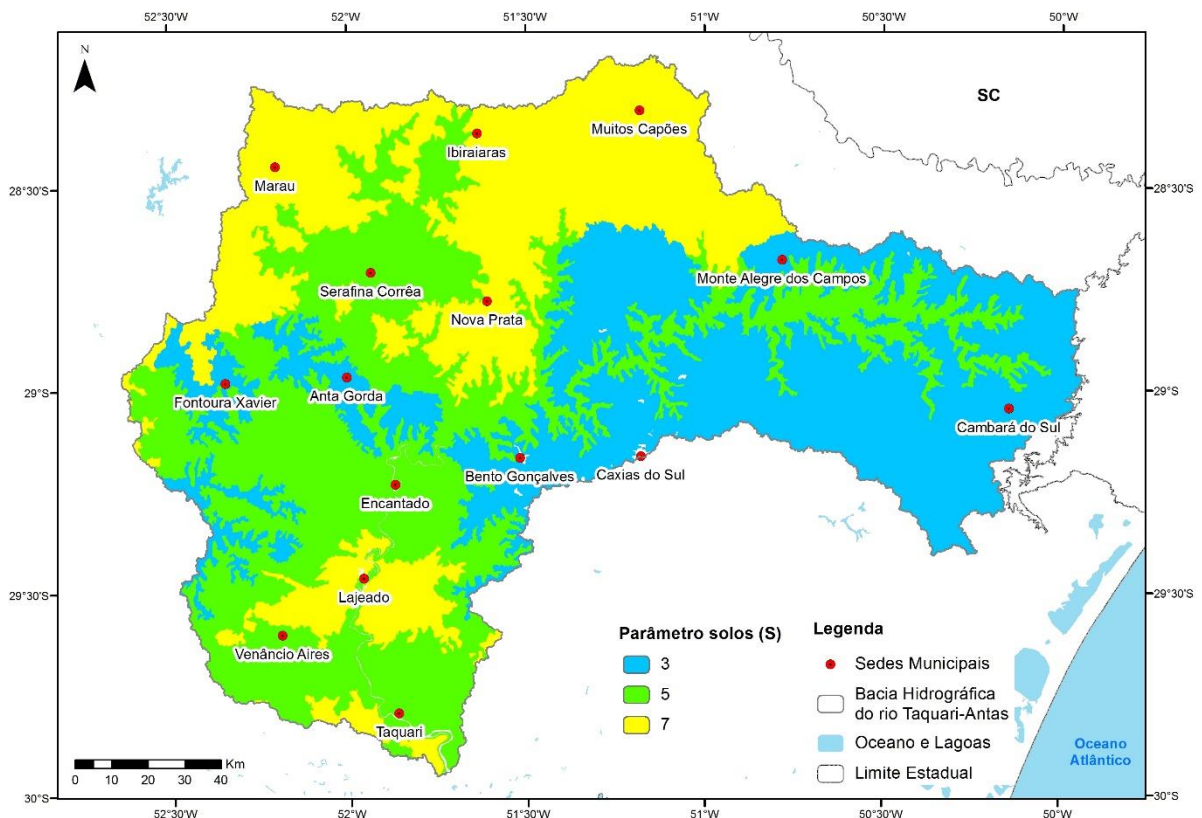 52°30'W
52°W
51°30'W
51°W
50°30'W
50°W
N
SC
Muitos Capões
Ibiraiaras
Marau
28°30'S
28°30'S
Monte Alegre dos Campos
Serafina Corrêa
Nova Prata
29°S
29°S
Anta Gorda
Fontoura Xavier
Cambará do Sul
Bento Gonçalves
Caxias do Sul
Encantado
Lajeado
29°30'S
29°30'S
Venâncio Aires
Taquari
Parâmetro solos (S)
3
5
7
Legenda
Sedes Municipais
Bacia Hidrográfica
do rio Taquari-Antas
Oceano e Lagoas
Limite Estadual
Oceano
Atlântico
Km
0
10
20
30
40
30°S
30°S
52°30'W
52°W
51°30'W
51°W
50°30'W
50°W